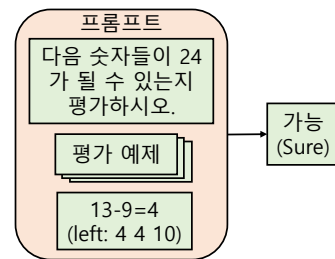 프롬프트
다음 숫자들이 24
가 될 수 있는지
평가하시오.
평가 예제
13-9=4
(left: 4 4 10)
가능
(Sure)